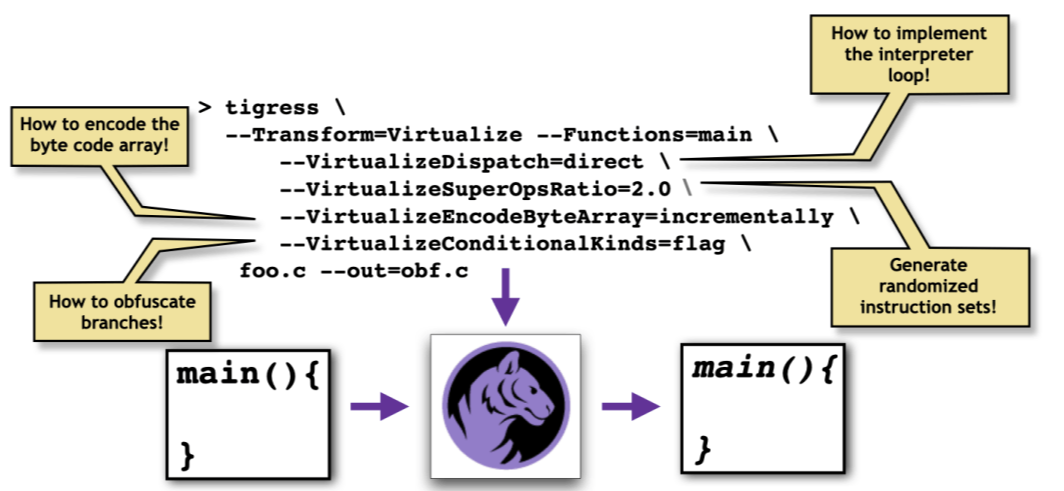 How to implement
the interpreter
loop!
How to encode the
byte code array!
> tigress \
--Transform=Virtualize --Functions=main \
--VirtualizeDispatch=direct \
--VirtualizeSuperOpsRatio=2.0 \
--VirtualizeEncodeByteArray=incrementally \
--VirtualizeConditionalKinds=flag \
foo.c --out=obf.c
How to obfuscate
branches!
Generate
randomized
instruction sets!
main(){
}
main(){
}